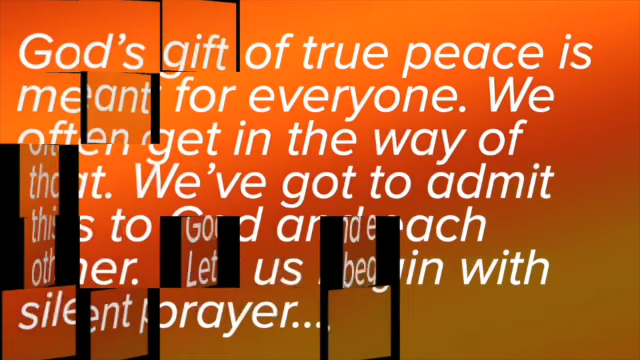 God's gift of true peace is
meant for everyone. We
often get in the way of
that. We've got to admit
this to God and each
other. Let us begin with
silent prayer...